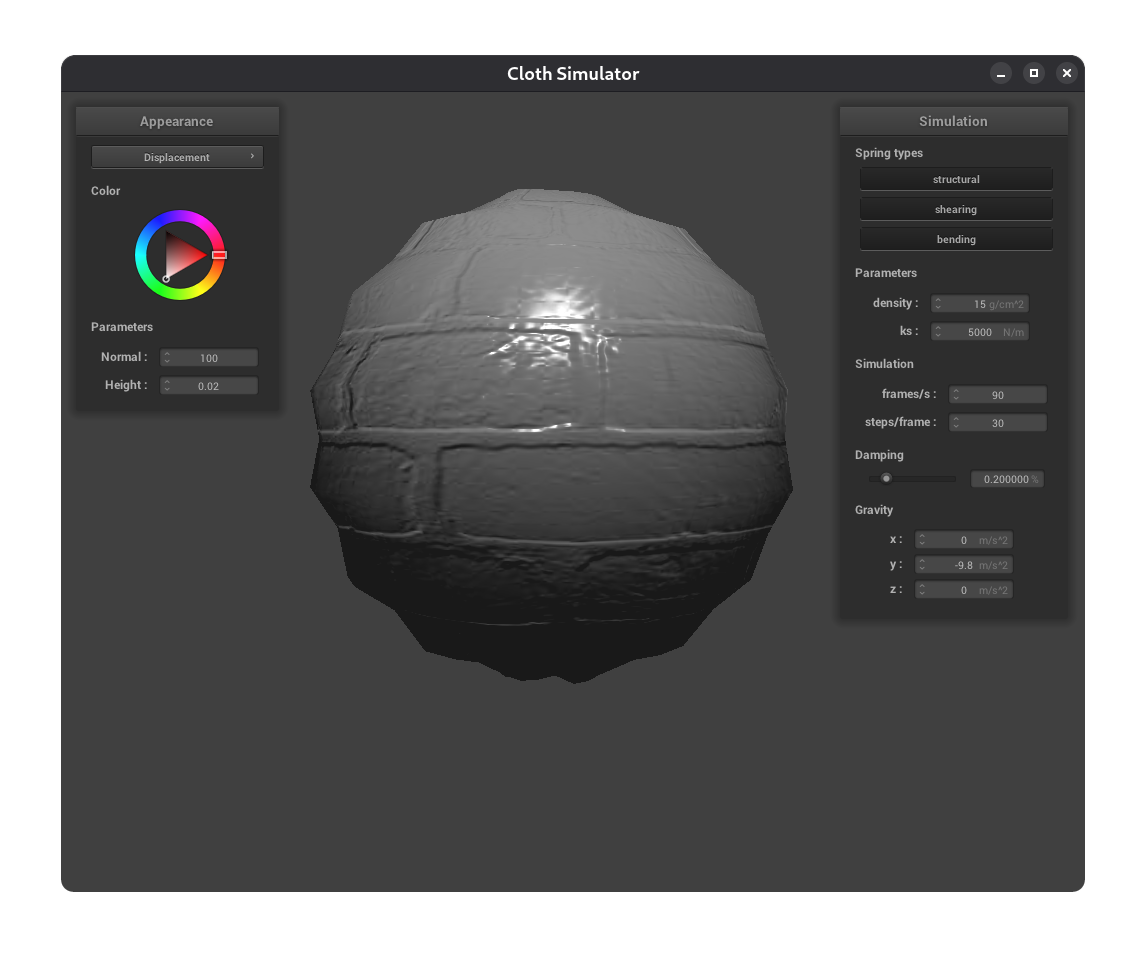 Cloth Simulator
Appearance
Displacement
Color
Parameters
Normal : 100
Height : 0.02
Simulation
Spring types
structural
shearing
bending
Parameters
density : 15 g/cm^2
ks : 5000 N/m
Simulation
frames/s : 90
steps/frame : 30
Damping
0.200000 %
Gravity
x : 0 m/s^2
y : -9.8 m/s^2
z : 0 m/s^2